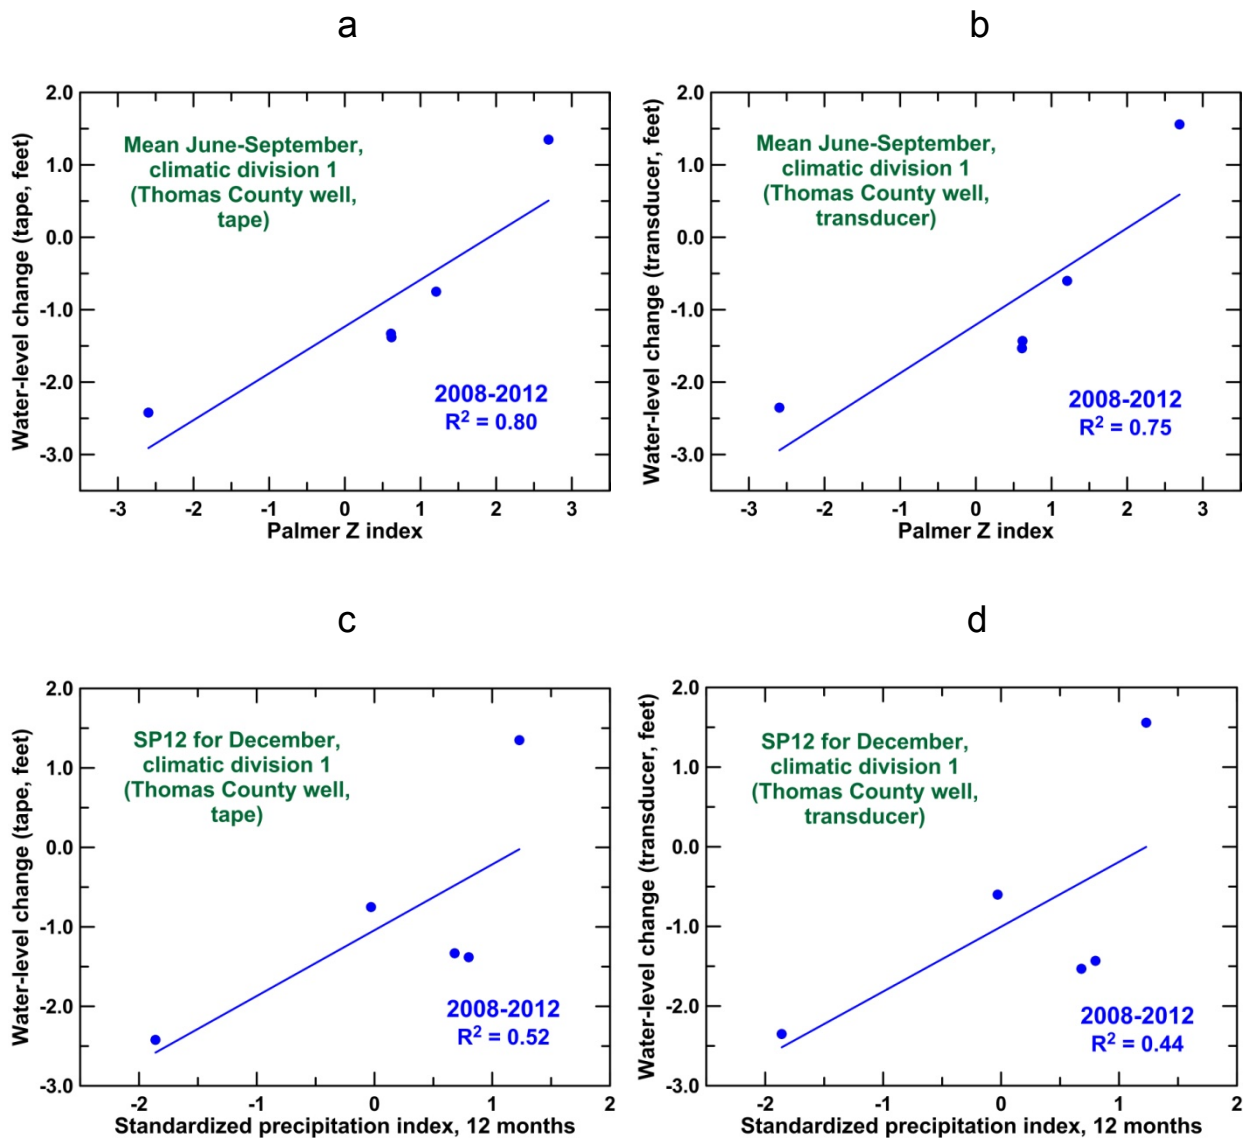 a
2.0
1.0
0.0
-1.0
-2.0
-3.0
Water-level change (tape, feet)
Mean June-September,
climatic division 1
(Thomas County well,
tape)
2008-2012
R² = 0.80
-3 -2 -1 0 1 2 3
Palmer Z index
b
2.0
1.0
0.0
-1.0
-2.0
-3.0
Water-level change (transducer, feet)
Mean June-September,
climatic division 1
(Thomas County well,
transducer)
2008-2012
R² = 0.75
-3 -2 -1 0 1 2 3
Palmer Z index
c
2.0
1.0
0.0
-1.0
-2.0
-3.0
Water-level change (tape, feet)
SP12 for December,
climatic division 1
(Thomas County well,
tape)
2008-2012
R² = 0.52
-2 -1 0 1 2
Standardized precipitation index, 12 months
d
2.0
1.0
0.0
-1.0
-2.0
-3.0
Water-level change (transducer, feet)
SP12 for December,
climatic division 1
(Thomas County well,
transducer)
2008-2012
R² = 0.44
-2 -1 0 1 2
Standardized precipitation index, 12 months